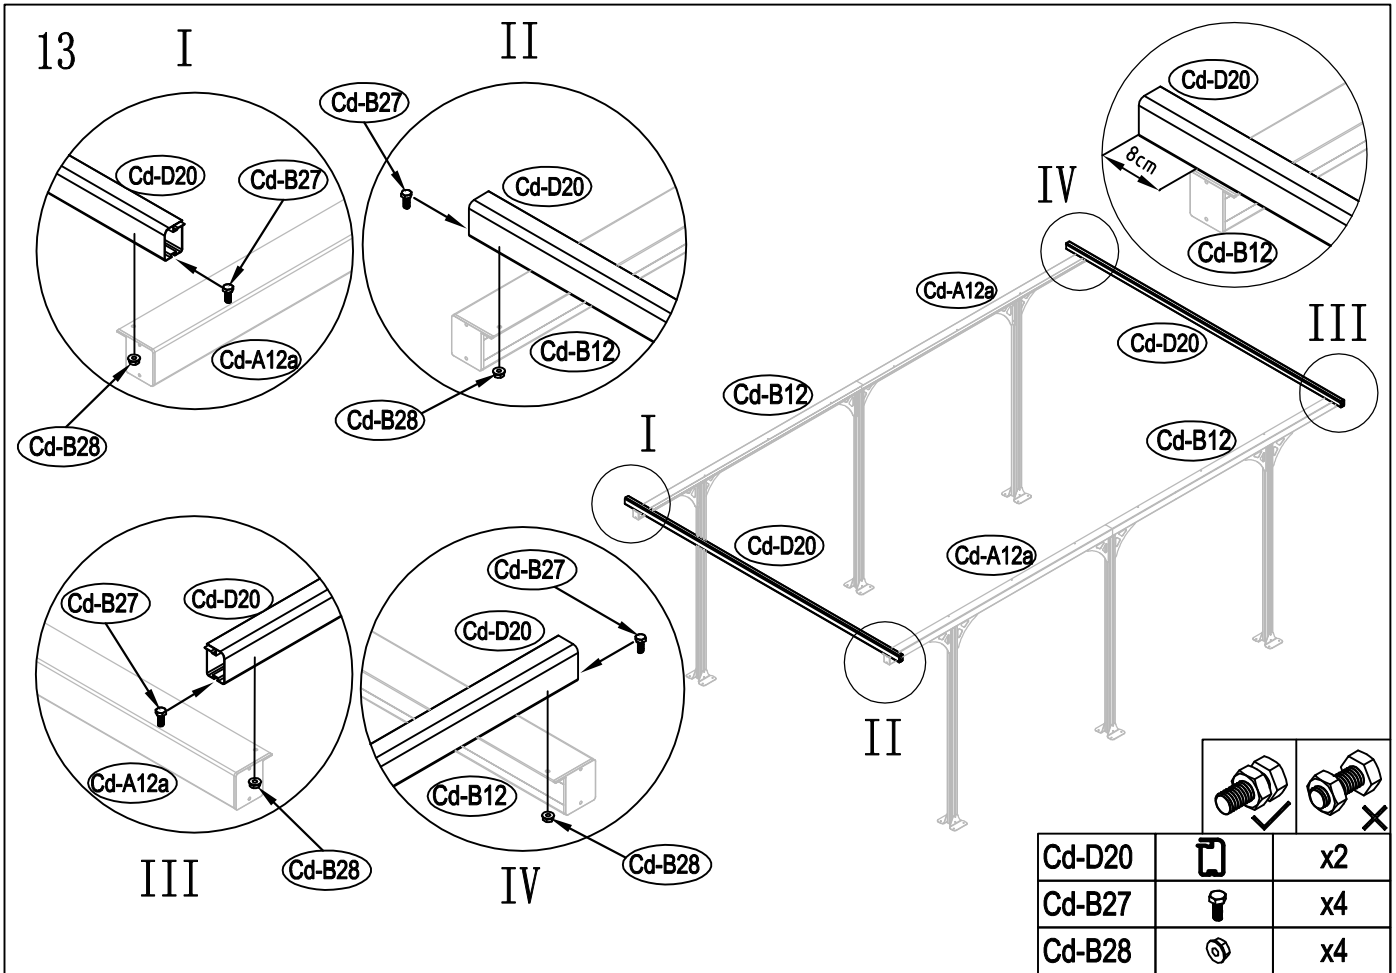 13
I
Cd-D20
Cd-B27
Cd-A12a
Cd-B28
II
Cd-B27
Cd-D20
Cd-B12
Cd-B28
Cd-D20
8cm
Cd-B12
IV
Cd-A12a
III
Cd-D20
Cd-B12
Cd-B12
I
Cd-D20
Cd-A12a
II
Cd-B27
Cd-D20
Cd-A12a
Cd-B28
III
Cd-B27
Cd-D20
Cd-B12
Cd-B28
IV
Cd-D20 x2
Cd-B27 x4
Cd-B28 x4